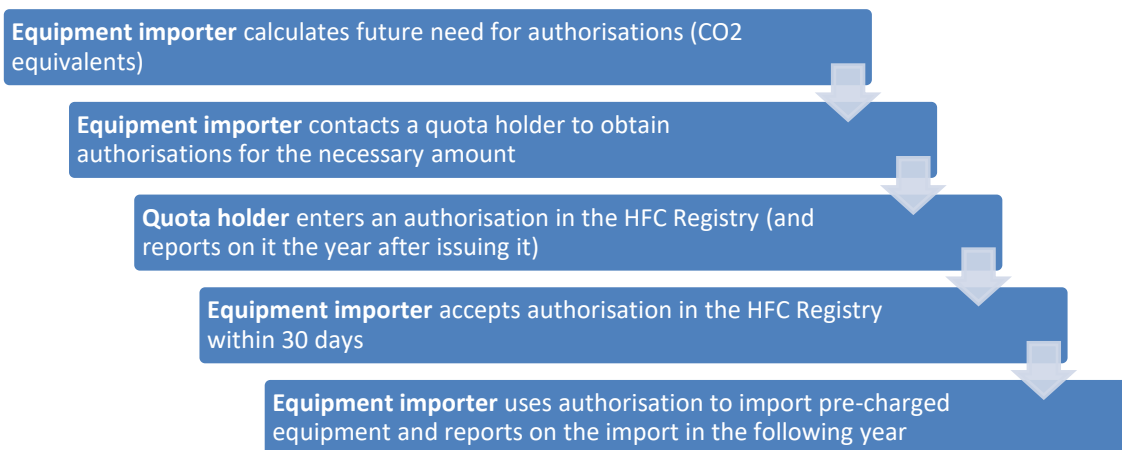 Equipment importer calculates future need for authorisations (CO2
equivalents)
Equipment importer contacts a quota holder to obtain
authorisations for the necessary amount
Quota holder enters an authorisation in the HFC Registry (and
reports on it the year after issuing it)
Equipment importer accepts authorisation in the HFC Registry
within 30 days
Equipment importer uses authorisation to import pre-charged
equipment and reports on the import in the following year